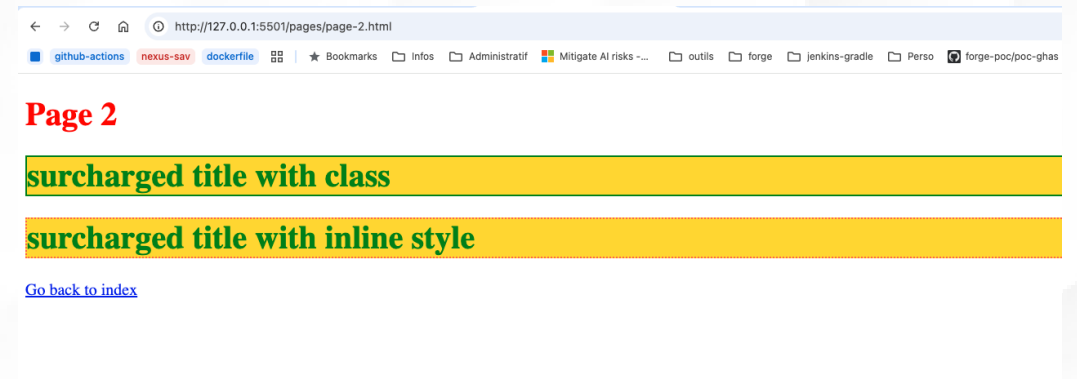 http://127.0.0.1:5501/pages/page-2.html
github-actions nexus-sav dockerfile Bookmarks Infos Administratif Mitigate AI risks -... outils forge jenkins-gradle Perso forge-poc/poc-ghas
Page 2
surcharged title with class
surcharged title with inline style
Go back to index